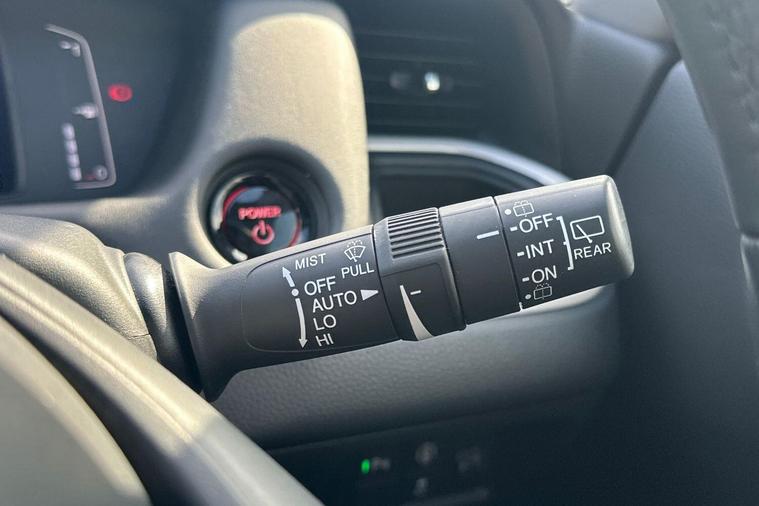 POWER
MIST
PULL
OFF
AUTO
LO
HI
OFF
INT
ON
REAR